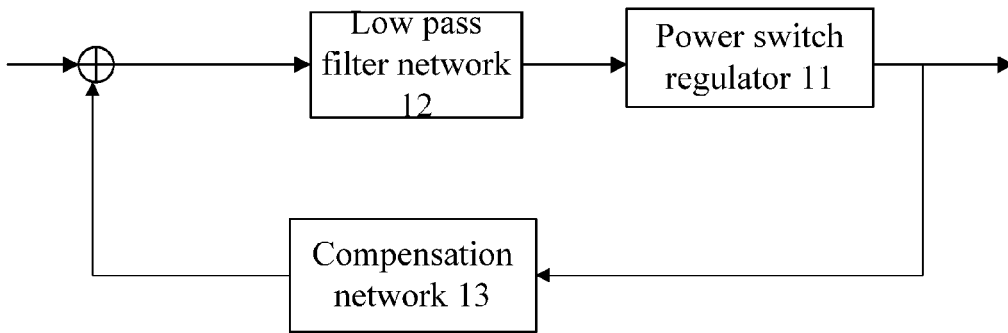 Low pass
filter network
12
Power switch
regulator 11
Compensation
network 13